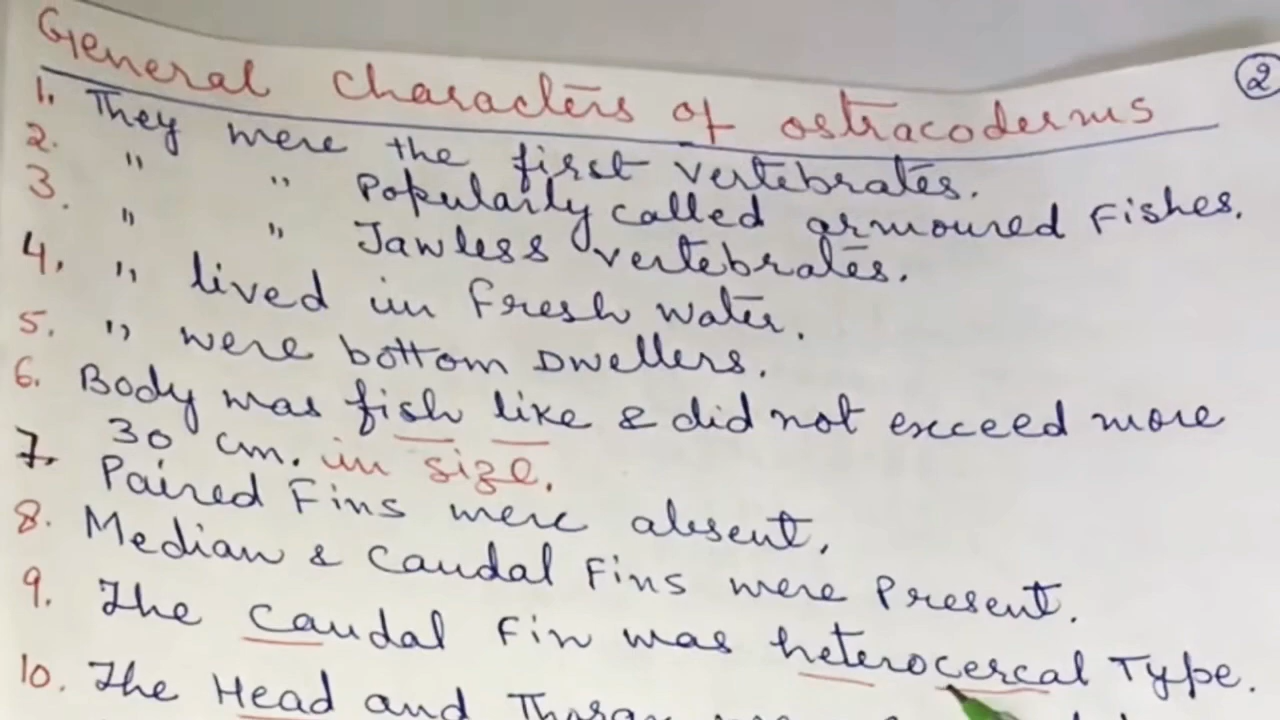 General characters of ostracoderms
2
1. They were the first vertebrates.
2. " " Popularly called armoured Fishes.
3. " " Jawless vertebrates.
4. " lived in Fresh water.
5. " were bottom Dwellers.
6. Body was fish like & did not exceed more
30 cm. in size.
7. Paired Fins were absent.
8. Median & Caudal Fins were Present.
9. The Caudal Fin was heterocercal Type.
10. The Head and